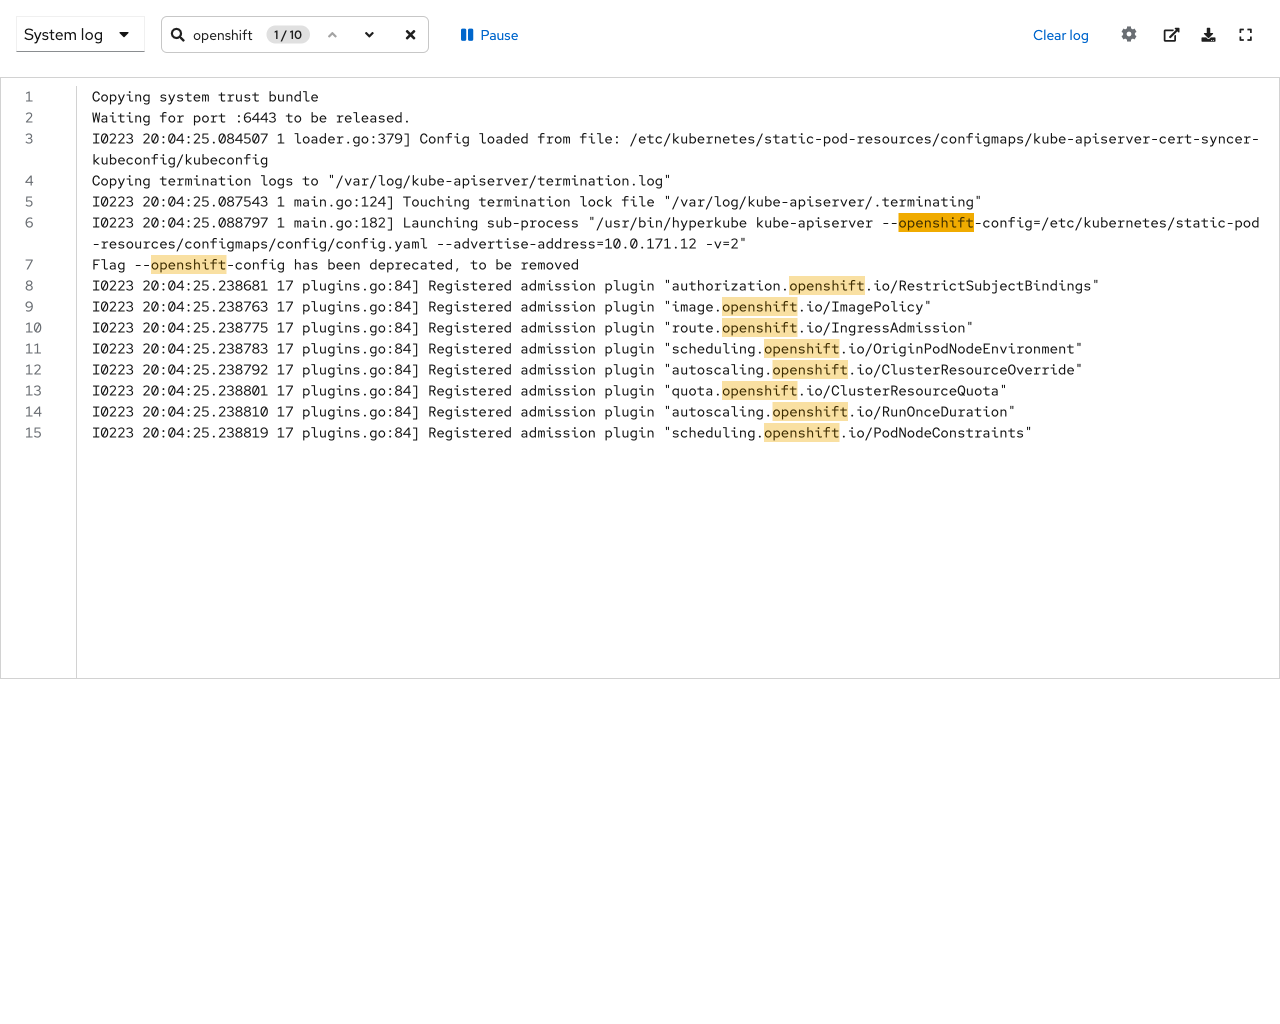 System log openshift 1 / 10 Pause Clear log
1 Copying system trust bundle
2 Waiting for port :6443 to be released.
3 I0223 20:04:25.084507 1 loader.go:379] Config loaded from file: /etc/kubernetes/static-pod-resources/configmaps/kube-apiserver-cert-syncer-
kubeconfig/kubeconfig
4 Copying termination logs to "/var/log/kube-apiserver/termination.log"
5 I0223 20:04:25.087543 1 main.go:124] Touching termination lock file "/var/log/kube-apiserver/.terminating"
6 I0223 20:04:25.088797 1 main.go:182] Launching sub-process "/usr/bin/hyperkube kube-apiserver --openshift-config=/etc/kubernetes/static-pod
-resources/configmaps/config/config.yaml --advertise-address=10.0.171.12 -v=2"
7 Flag --openshift-config has been deprecated, to be removed
8 I0223 20:04:25.238681 17 plugins.go:84] Registered admission plugin "authorization.openshift.io/RestrictSubjectBindings"
9 I0223 20:04:25.238763 17 plugins.go:84] Registered admission plugin "image.openshift.io/ImagePolicy"
10 I0223 20:04:25.238775 17 plugins.go:84] Registered admission plugin "route.openshift.io/IngressAdmission"
11 I0223 20:04:25.238783 17 plugins.go:84] Registered admission plugin "scheduling.openshift.io/OriginPodNodeEnvironment"
12 I0223 20:04:25.238792 17 plugins.go:84] Registered admission plugin "autoscaling.openshift.io/ClusterResourceOverride"
13 I0223 20:04:25.238801 17 plugins.go:84] Registered admission plugin "quota.openshift.io/ClusterResourceQuota"
14 I0223 20:04:25.238810 17 plugins.go:84] Registered admission plugin "autoscaling.openshift.io/RunOnceDuration"
15 I0223 20:04:25.238819 17 plugins.go:84] Registered admission plugin "scheduling.openshift.io/PodNodeConstraints"